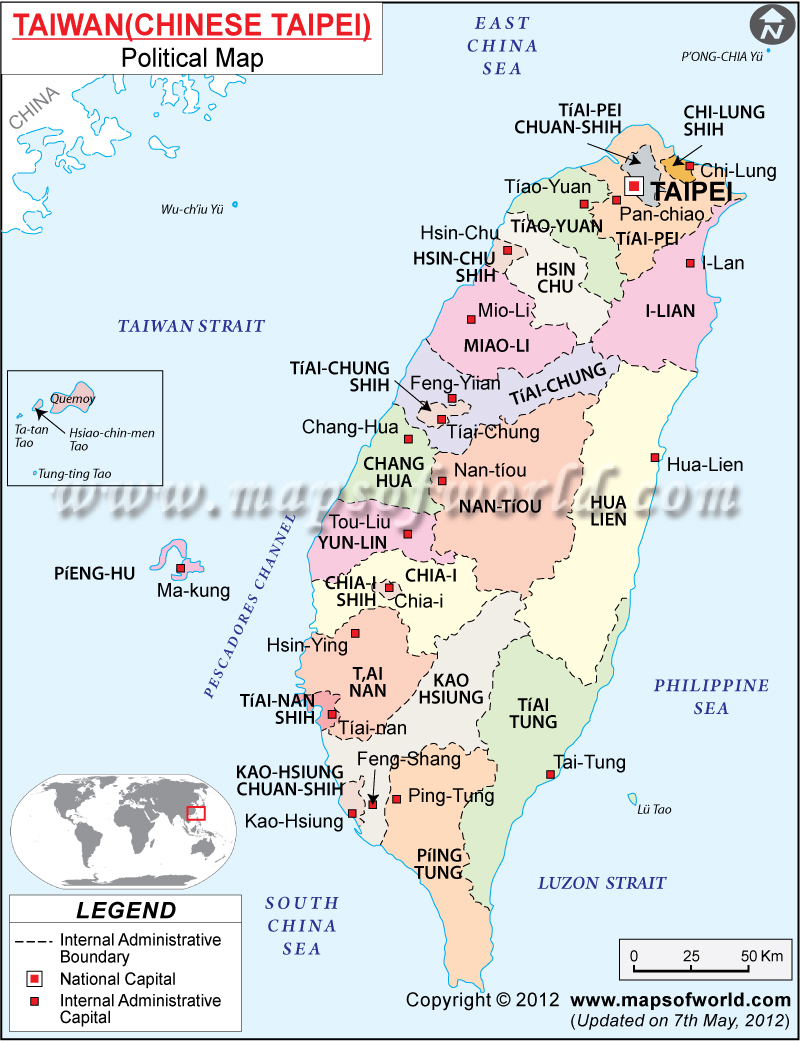 TAIWAN(CHINESE TAIPEI)
Political Map
EAST
CHINA
SEA
N
P'ONG-CHIA Yü
CHINA
TíAI-PEI
CHUAN-SHIH
CHI-LUNG
SHIH
Chi-Lung
TAIPEI
Tíao-Yuan
Pan-chiao
TíAO-YUAN
TíAI-PEI
Wu-ch'iu Yü
Hsin-Chu
HSIN-CHU
SHIH
HSIN
CHU
I-Lan
I-LIAN
Mio-Li
MIAO-LI
TAIWAN STRAIT
TíAI-CHUNG
SHIH
Feng-Yiian
TíAI-CHUNG
Quemoy
Ta-tan
Tao
Hsiao-chin-men
Tao
Tung-ting Tao
Chang-Hua
Tíai-Chung
CHANG
HUA
Nan-tíou
NAN-TíOU
Hua-Lien
HUA
LIEN
www.mapsofworld.com
Tou-Liu
YUN-LIN
PíENG-HU
Ma-kung
PESCADORES CHANNEL
CHIA-I
CHIA-I
SHIH
Chia-i
Hsin-Ying
T,AI
NAN
KAO
HSIUNG
TíAI-NAN
SHIH
Tíai-nan
TíAI
TUNG
PHILIPPINE
SEA
Feng-Shang
KAO-HSIUNG
CHUAN-SHIH
Ping-Tung
Tai-Tung
Kao-Hsiung
Lü Tao
PíING
TUNG
LUZON STRAIT
SOUTH
CHINA
SEA
LEGEND
Internal Administrative
Boundary
National Capital
Internal Administrative
Capital
0 25 50 Km
Copyright © 2012 www.mapsofworld.com
(Updated on 7th May, 2012)